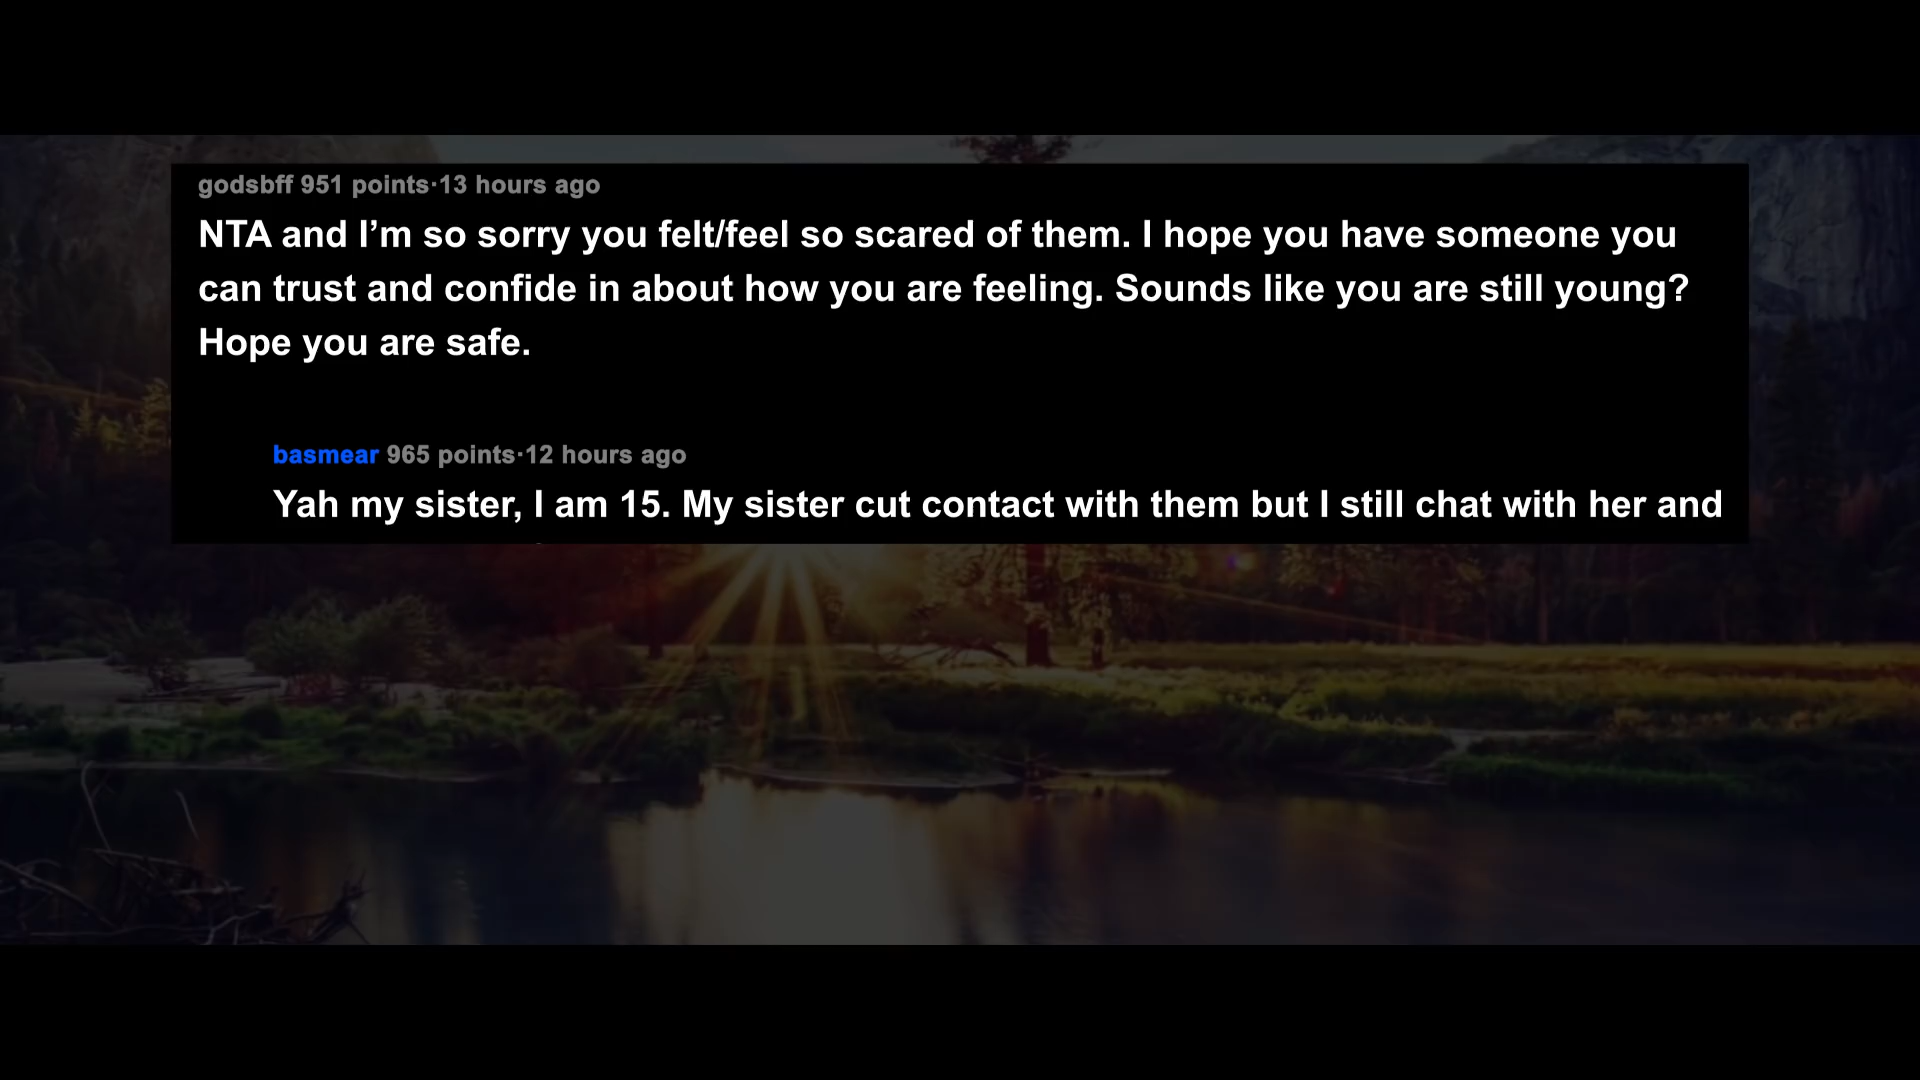 godsbff 951 points·13 hours ago
NTA and I’m so sorry you felt/feel so scared of them. I hope you have someone you
can trust and confide in about how you are feeling. Sounds like you are still young?
Hope you are safe.
basmear 965 points·12 hours ago
Yah my sister, I am 15. My sister cut contact with them but I still chat with her and